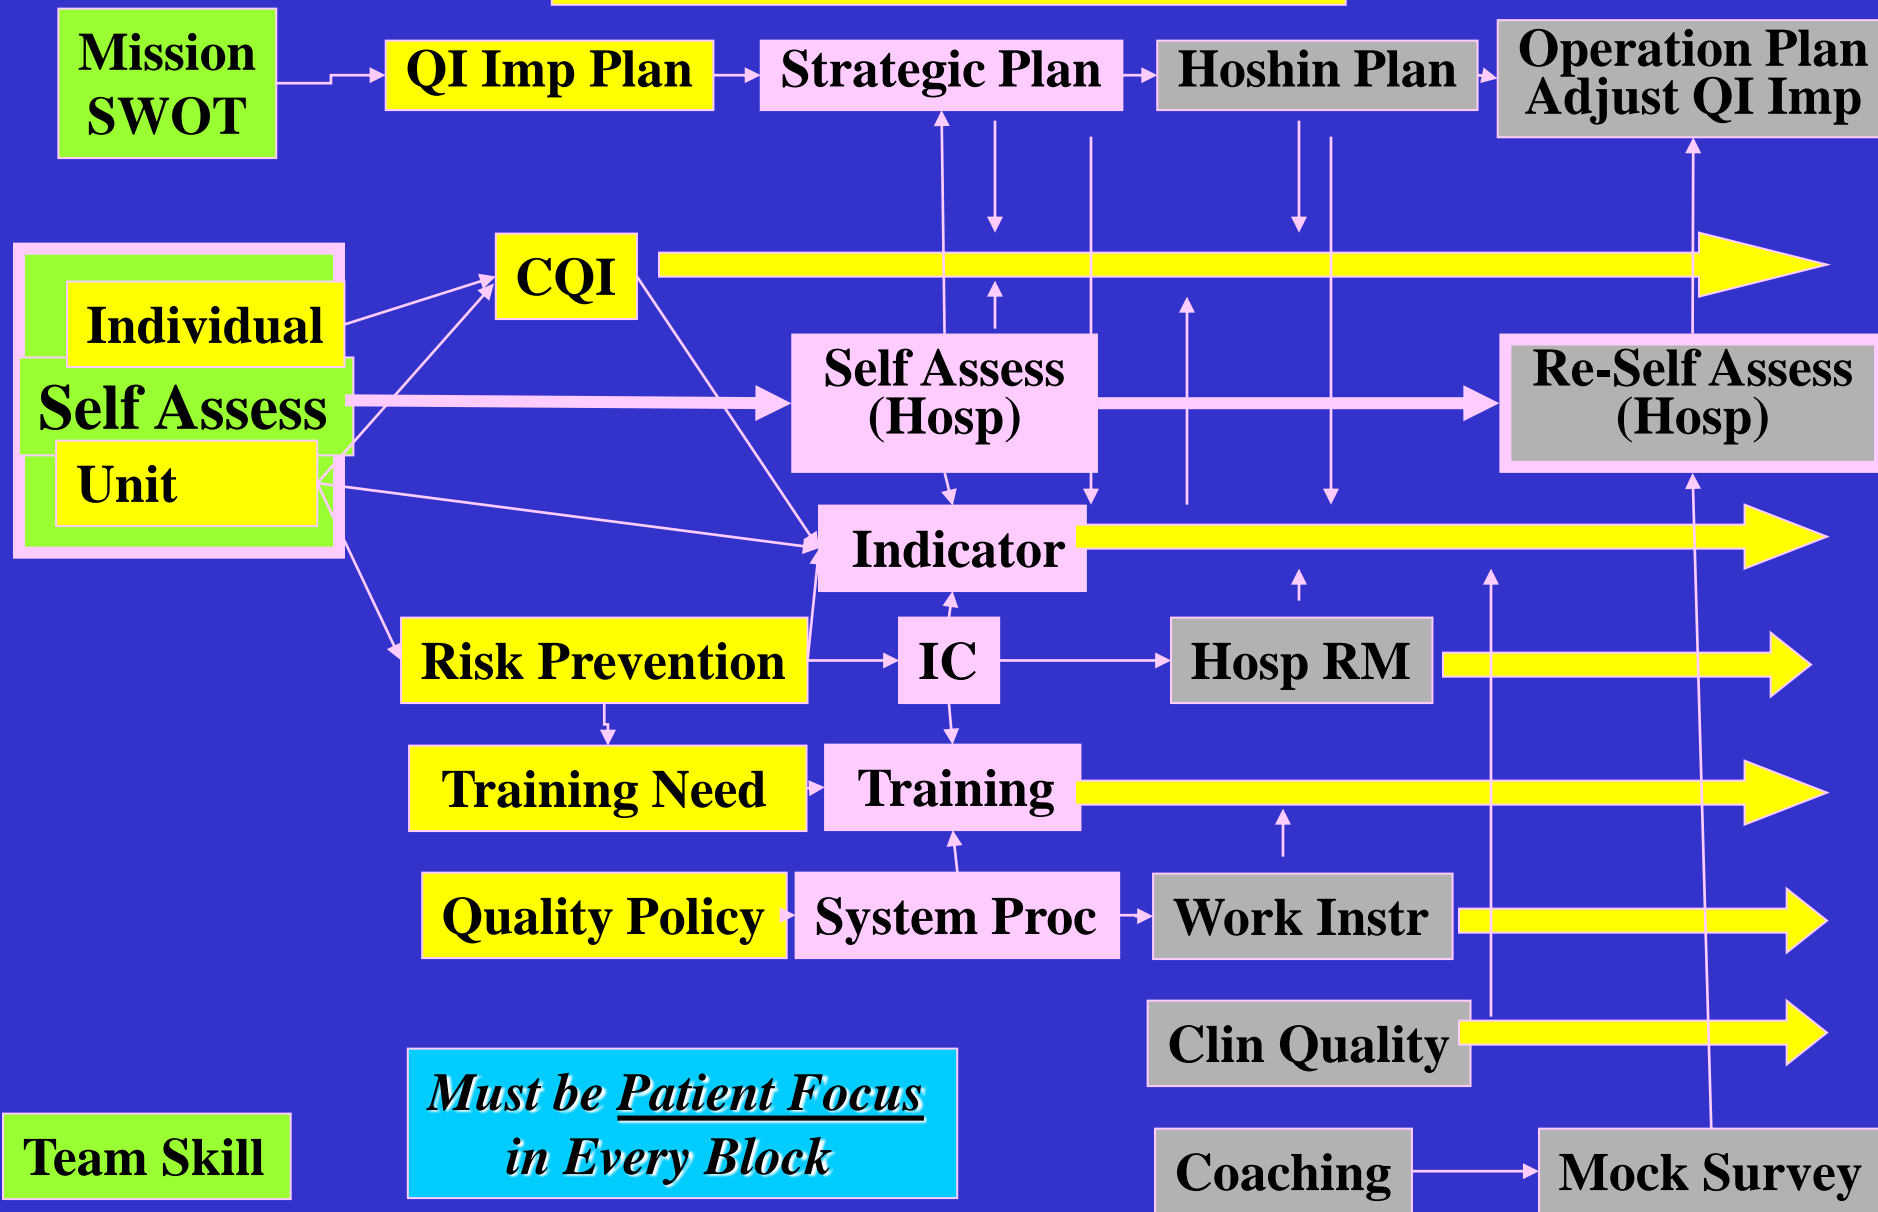 Mission
SWOT
QI Imp Plan
Strategic Plan
Hoshin Plan
Operation Plan
Adjust QI Imp
CQI
Individual
Self Assess
Unit
Self Assess
(Hosp)
Re-Self Assess
(Hosp)
Indicator
Risk Prevention
IC
Hosp RM
Training Need
Training
Quality Policy
System Proc
Work Instr
Clin Quality
Must be Patient Focus
in Every Block
Team Skill
Coaching
Mock Survey